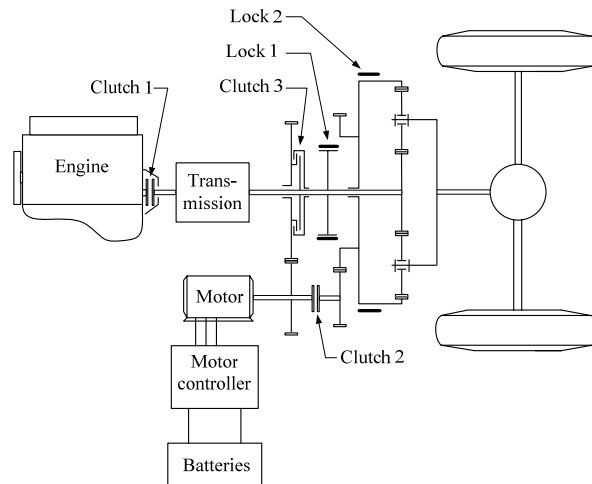 Lock 2
Lock 1
Clutch 3
Clutch 1
Engine
Trans-
mission
Motor
Clutch 2
Motor
controller
Batteries